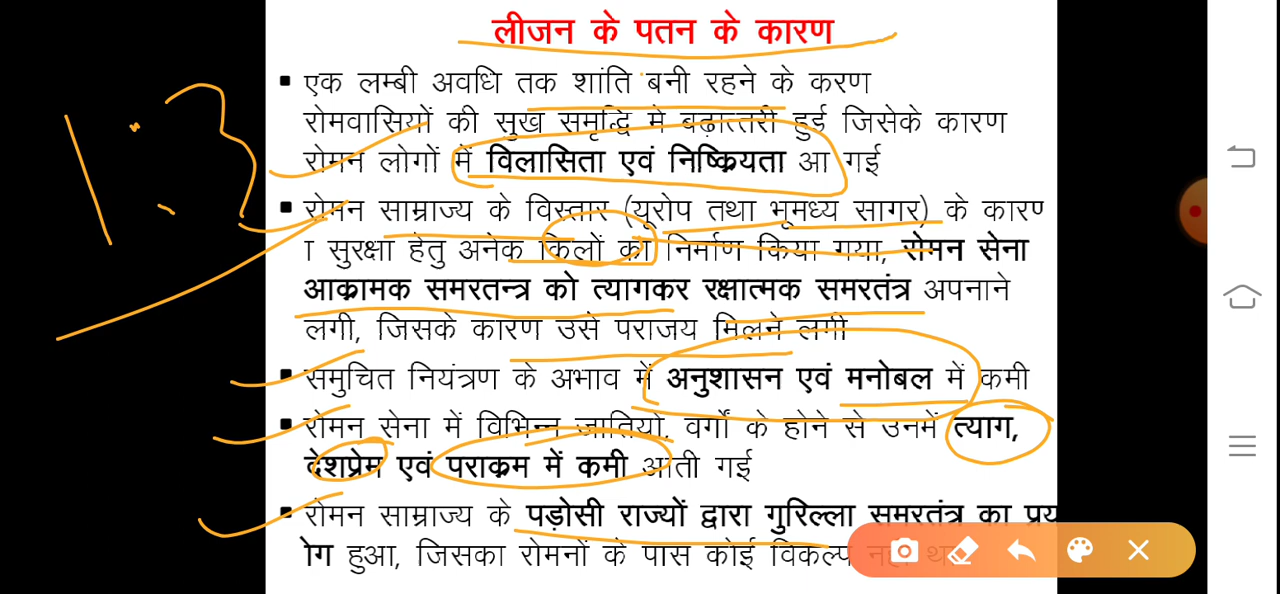 लीजन के पतन के कारण
▪ एक लम्बी अवधि तक शांति बनी रहने के करण
रोमवासियों की सुख समृद्धि मे बढ़ात्तरी हुई जिसेके कारण
रोमन लोगों में विलासिता एवं निष्क्रियता आ गई
▪ रोमन साम्राज्य के विस्तार (यूरोप तथा भूमध्य सागर) के कारण
ा सुरक्षा हेतु अनेक किलों का निर्माण किया गया, रोमन सेना
आक्रामक समरतन्त्र को त्यागकर रक्षात्मक समरतंत्र अपनाने
लगी, जिसके कारण उसे पराजय मिलने लगी
▪ समुचित नियंत्रण के अभाव में अनुशासन एवं मनोबल में कमी
▪ रोमन सेना में विभिन्न जातियो, वर्गों के होने से उनमें त्याग,
देशप्रेम एवं पराक्रम में कमी आती गई
▪ रोमन साम्राज्य के पड़ोसी राज्यों द्वारा गुरिल्ला समरतंत्र का प्रय
ोग हुआ, जिसका रोमनों के पास कोई विकल्प नहीं
1:3